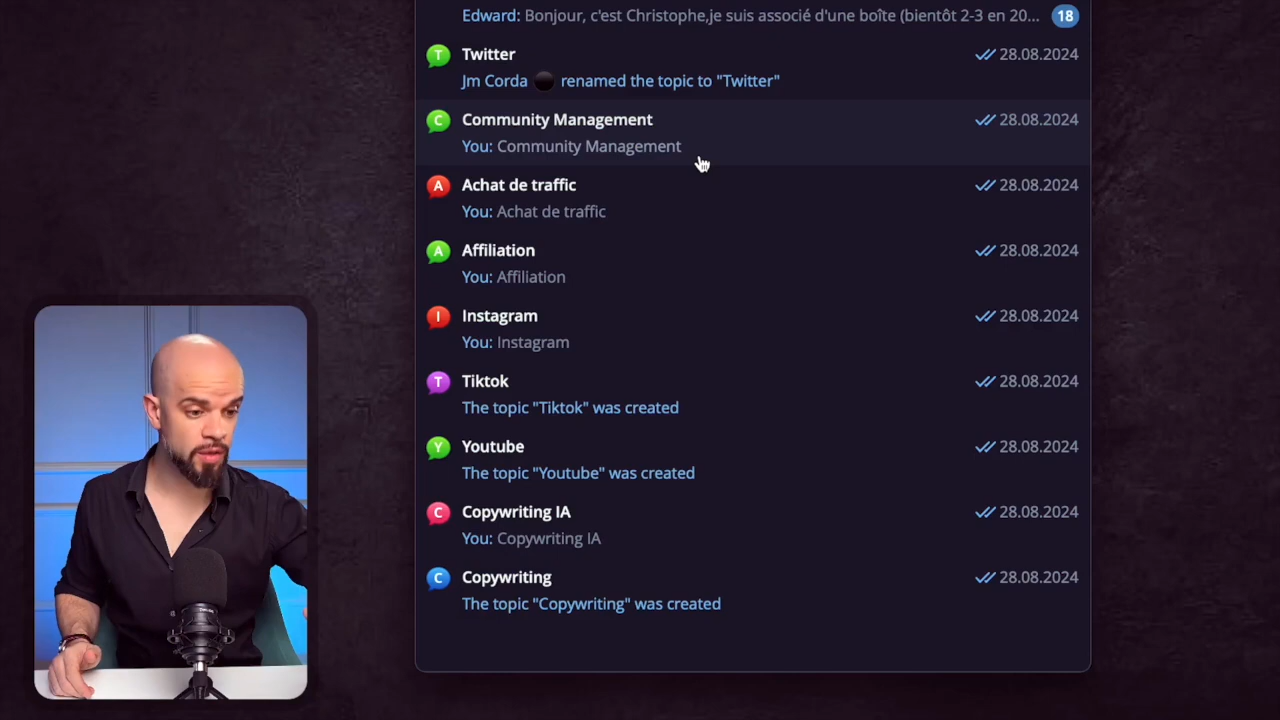 Edward: Bonjour, c'est Christophe,je suis associé d'une boîte (bientôt 2-3 en 20... 18
T Twitter 28.08.2024
Jm Corda renamed the topic to "Twitter"
C Community Management 28.08.2024
You: Community Management
A Achat de traffic 28.08.2024
You: Achat de traffic
A Affiliation 28.08.2024
You: Affiliation
I Instagram 28.08.2024
You: Instagram
T Tiktok 28.08.2024
The topic "Tiktok" was created
Y Youtube 28.08.2024
The topic "Youtube" was created
C Copywriting IA 28.08.2024
You: Copywriting IA
C Copywriting 28.08.2024
The topic "Copywriting" was created